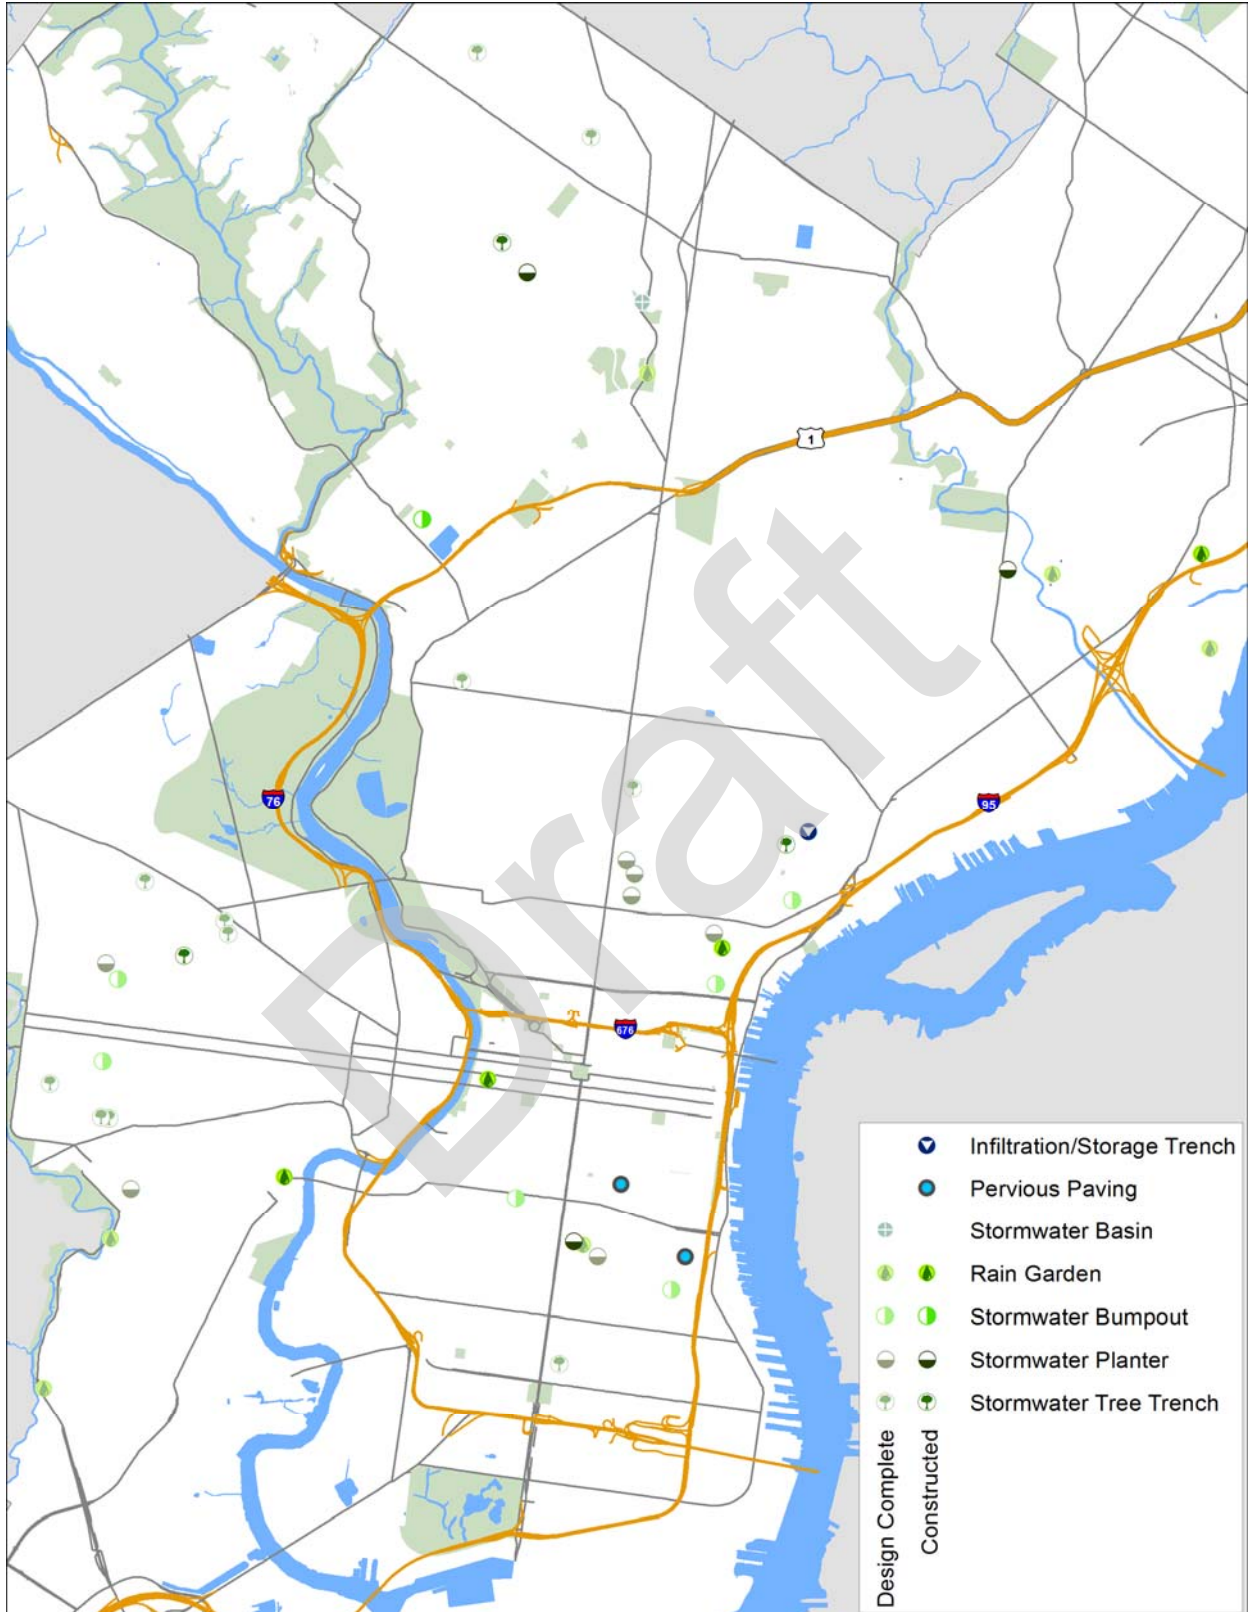 1
76
95
676
Draft
Infiltration/Storage Trench
Pervious Paving
Stormwater Basin
Rain Garden
Stormwater Bumpout
Stormwater Planter
Stormwater Tree Trench
Design Complete
Constructed